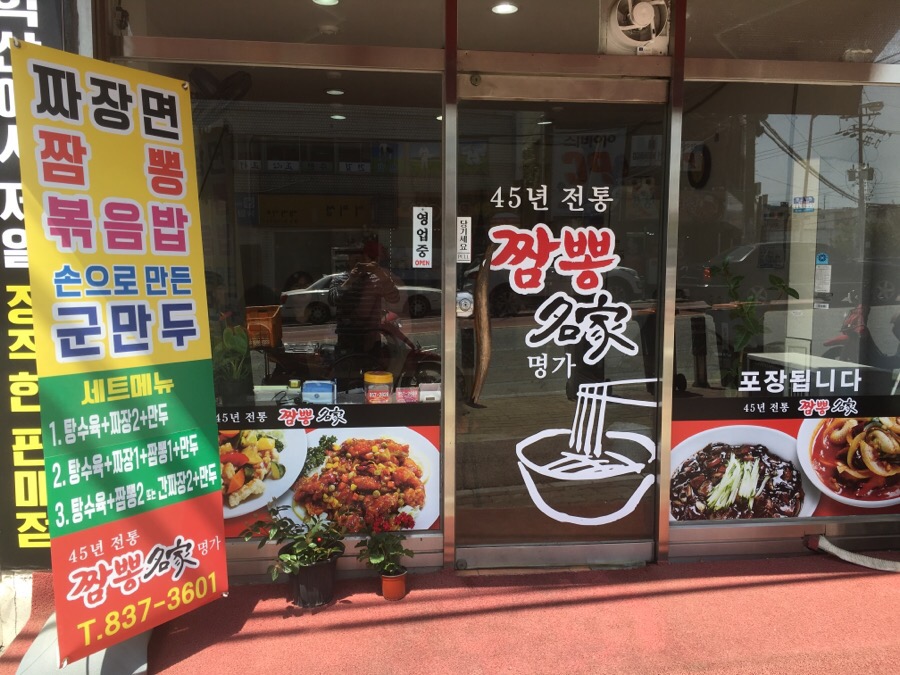 짜장면
짬뽕
볶음밥
손으로 만든
군만두
세트메뉴
1. 탕수육+짜장2+만두
2. 탕수육+짜장1+짬뽕1+만두
3. 탕수육+짬뽕2 또는 간짜장2+만두
45년 전통
짬뽕名家 명가
T.837-3601
정직한 판매점
영업중
OPEN
당기세요
PULL
45년 전통
짬뽕
名家
명가
45년 전통 짬뽕名家
포장됩니다
45년 전통 짬뽕名家